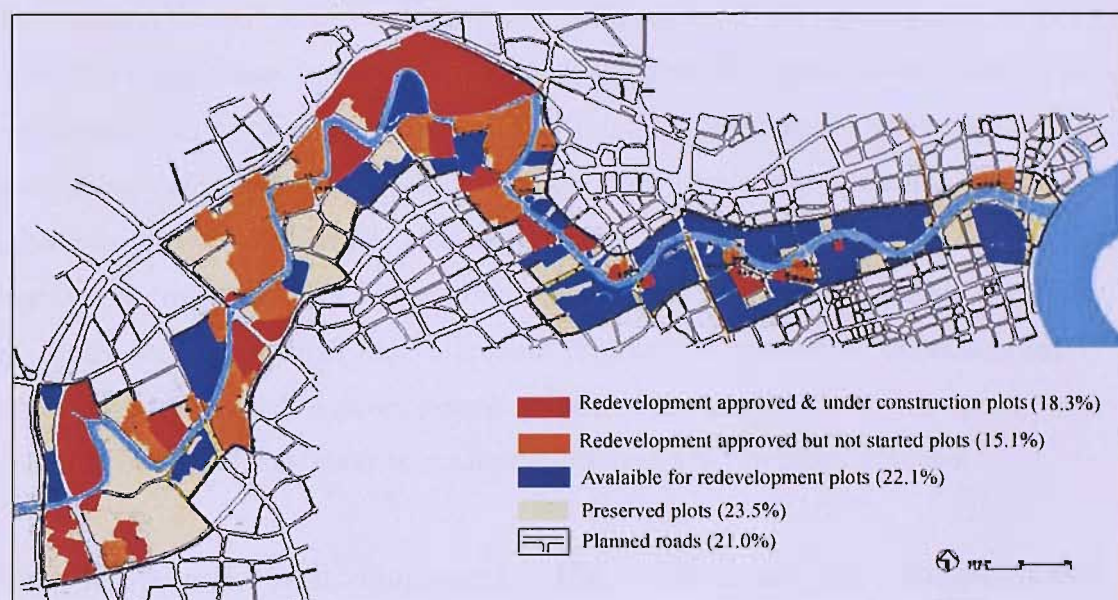 Redevelopment approved & under construction plots (18.3%)
Redevelopment approved but not started plots (15.1%)
Avalaible for redevelopment plots (22.1%)
Preserved plots (23.5%)
Planned roads (21.0%)